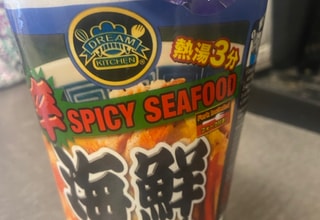 DREAM
KITCHEN
熱湯3分
SPICY SEAFOOD
海鮮